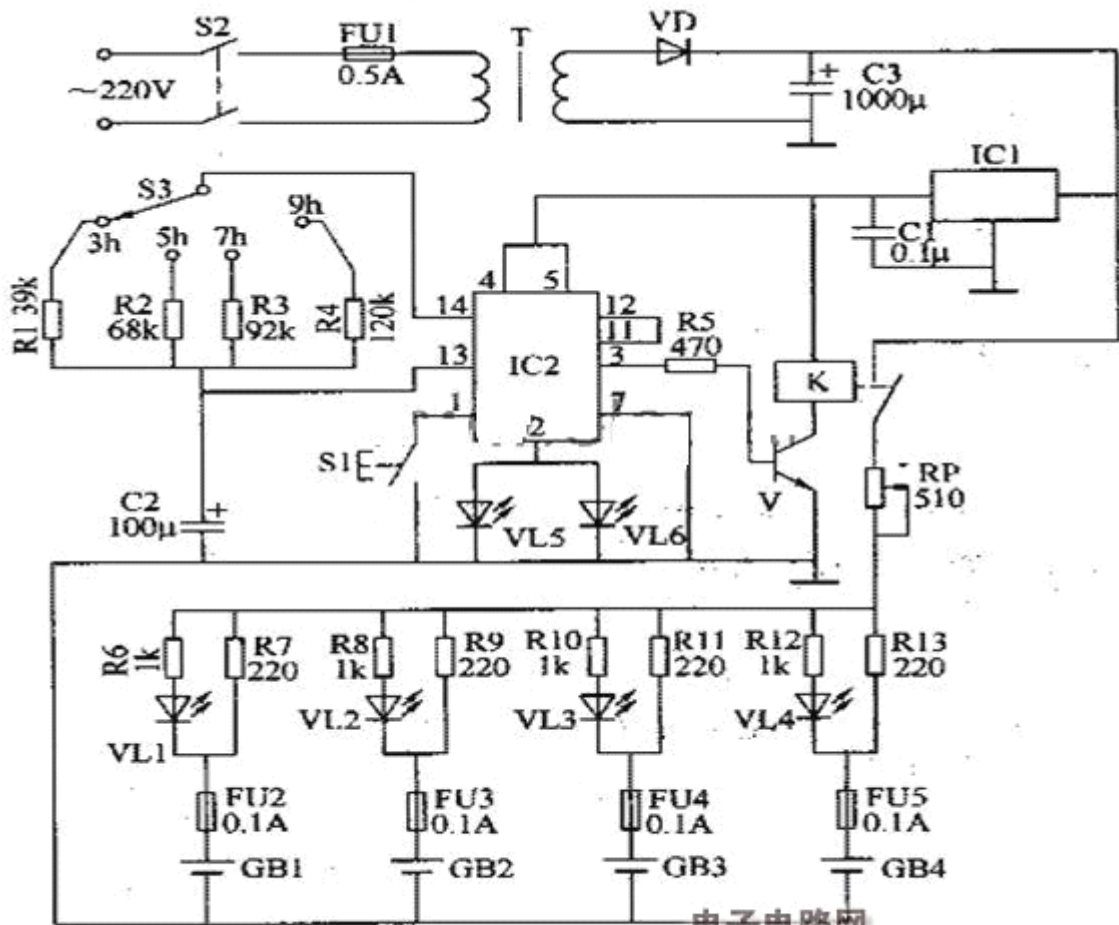 S2
FU1
0.5A
T
VD
~220V
+
C3
1000μ
IC1
S3
3h
5h
7h
9h
R1 39k
R2
68k
R3
92k
R4
120k
4
5
14
13
1
12
11
3
7
2
IC2
R5
470
C1
0.1μ
K
V
RP
510
S1
C2
+
100μ
VL5
VL6
R6
1k
R7
220
R8
1k
R9
220
R10
1k
R11
220
R12
1k
R13
220
VL1
VL2
VL3
VL4
FU2
0.1A
FU3
0.1A
FU4
0.1A
FU5
0.1A
GB1
GB2
GB3
GB4